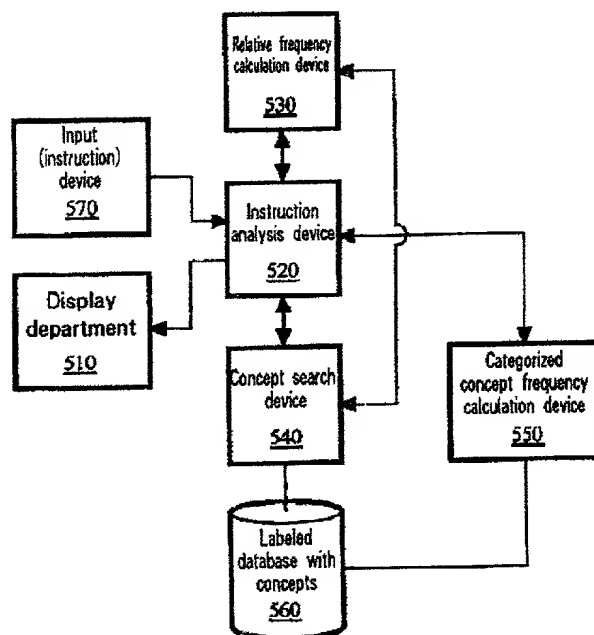 Relative frequency
calculation device
530
Input
(instruction)
device
570
Instruction
analysis device
520
Display
department
510
Concept search
device
540
Categorized
concept frequency
calculation device
550
Labeled
database with
concepts
560